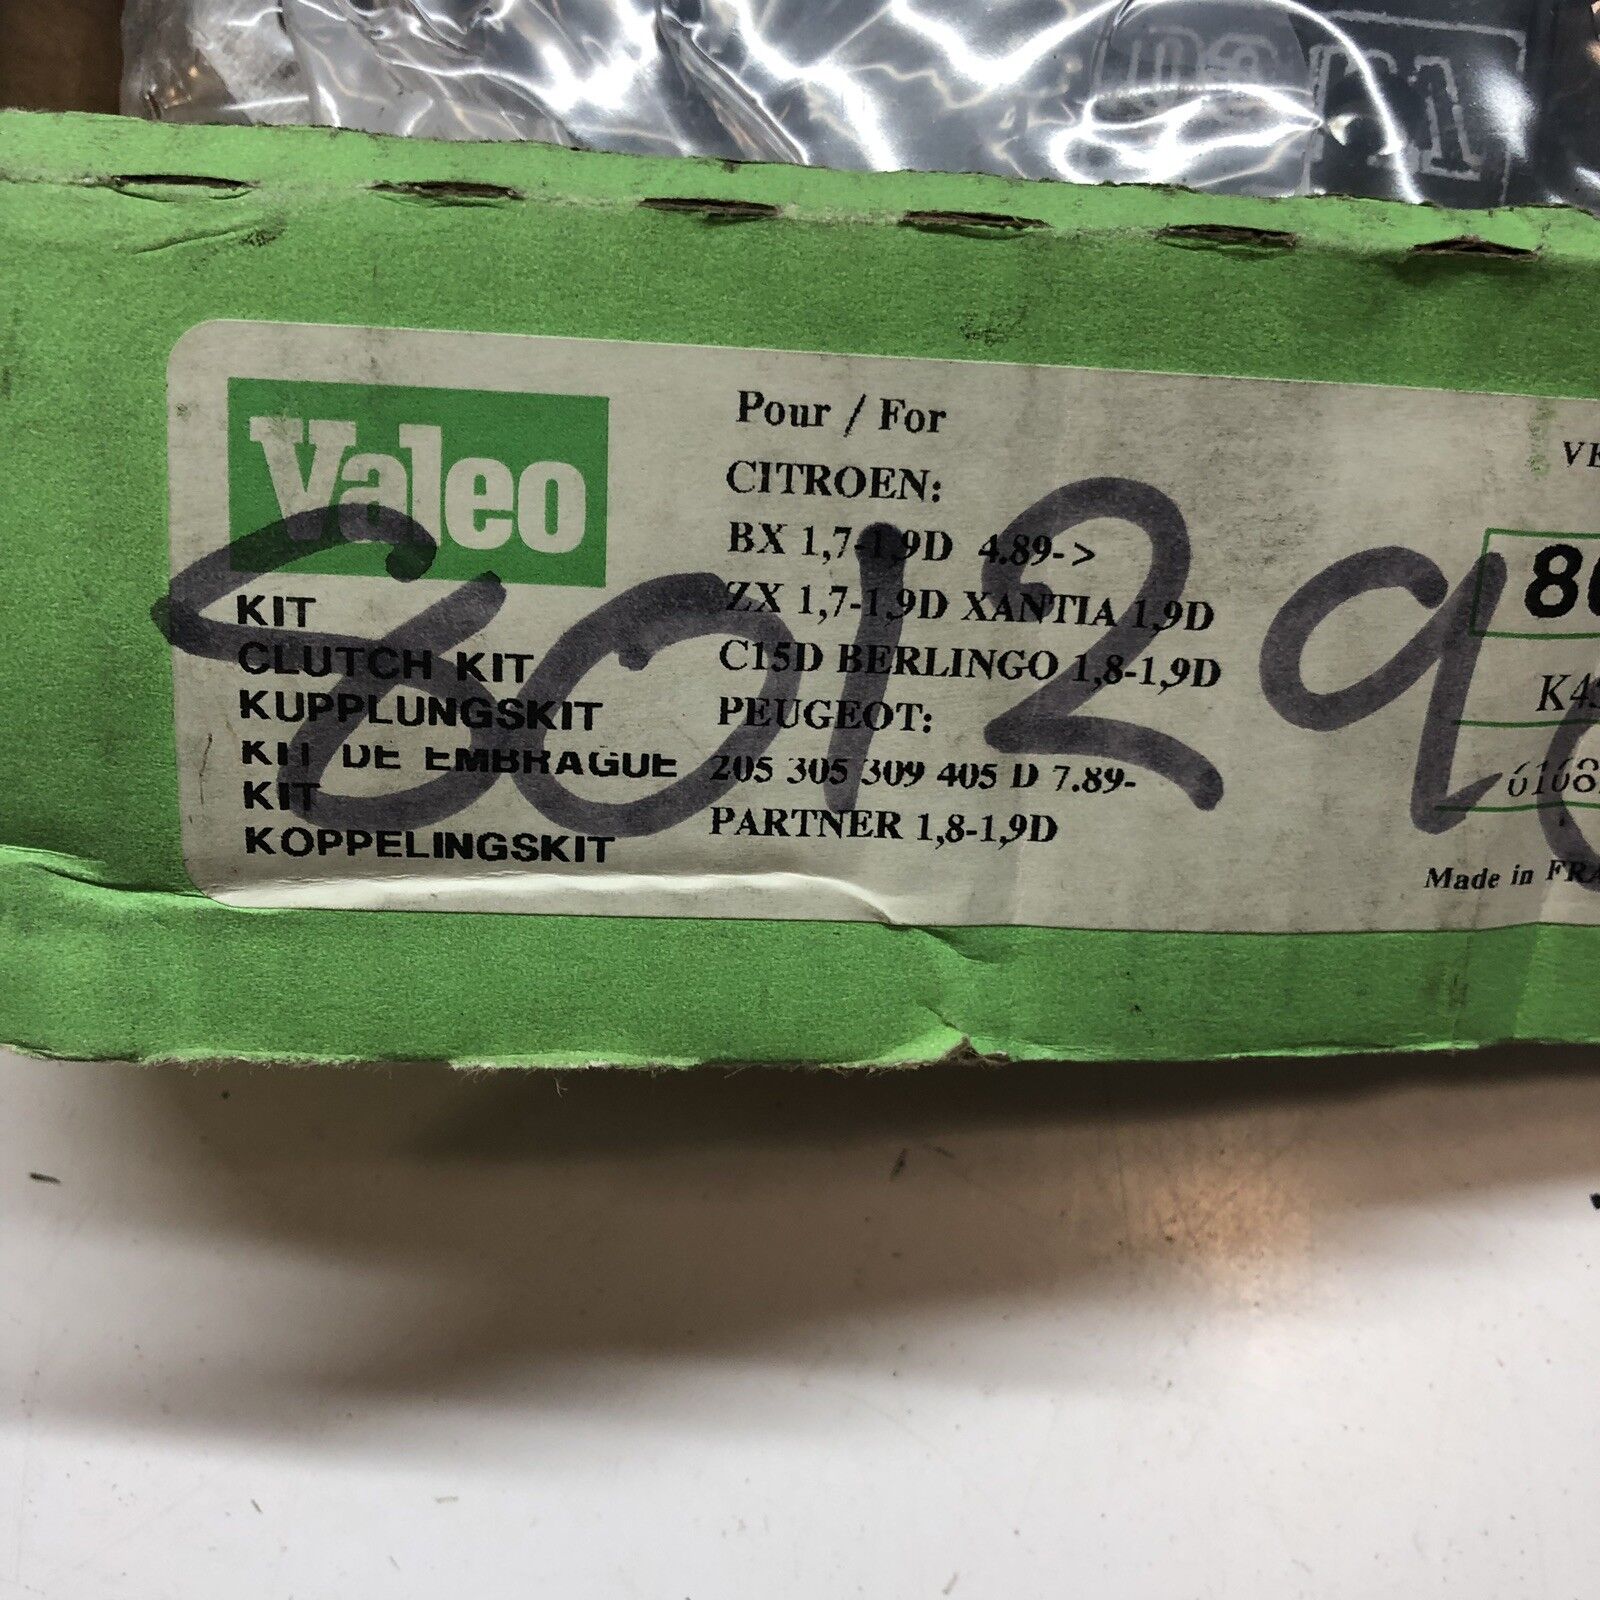 Valeo
KIT
CLUTCH KIT
KUPPLUNGSKIT
KIT DE EMBRAGUE
KIT
KOPPELINGSKIT
Pour / For
CITROEN:
BX 1,7-1,9D 4.89->
ZX 1,7-1,9D XANTIA 1,9D
C15D BERLINGO 1,8-1,9D
PEUGEOT:
205 305 309 405 D 7.89-
PARTNER 1,8-1,9D
80129
Made in